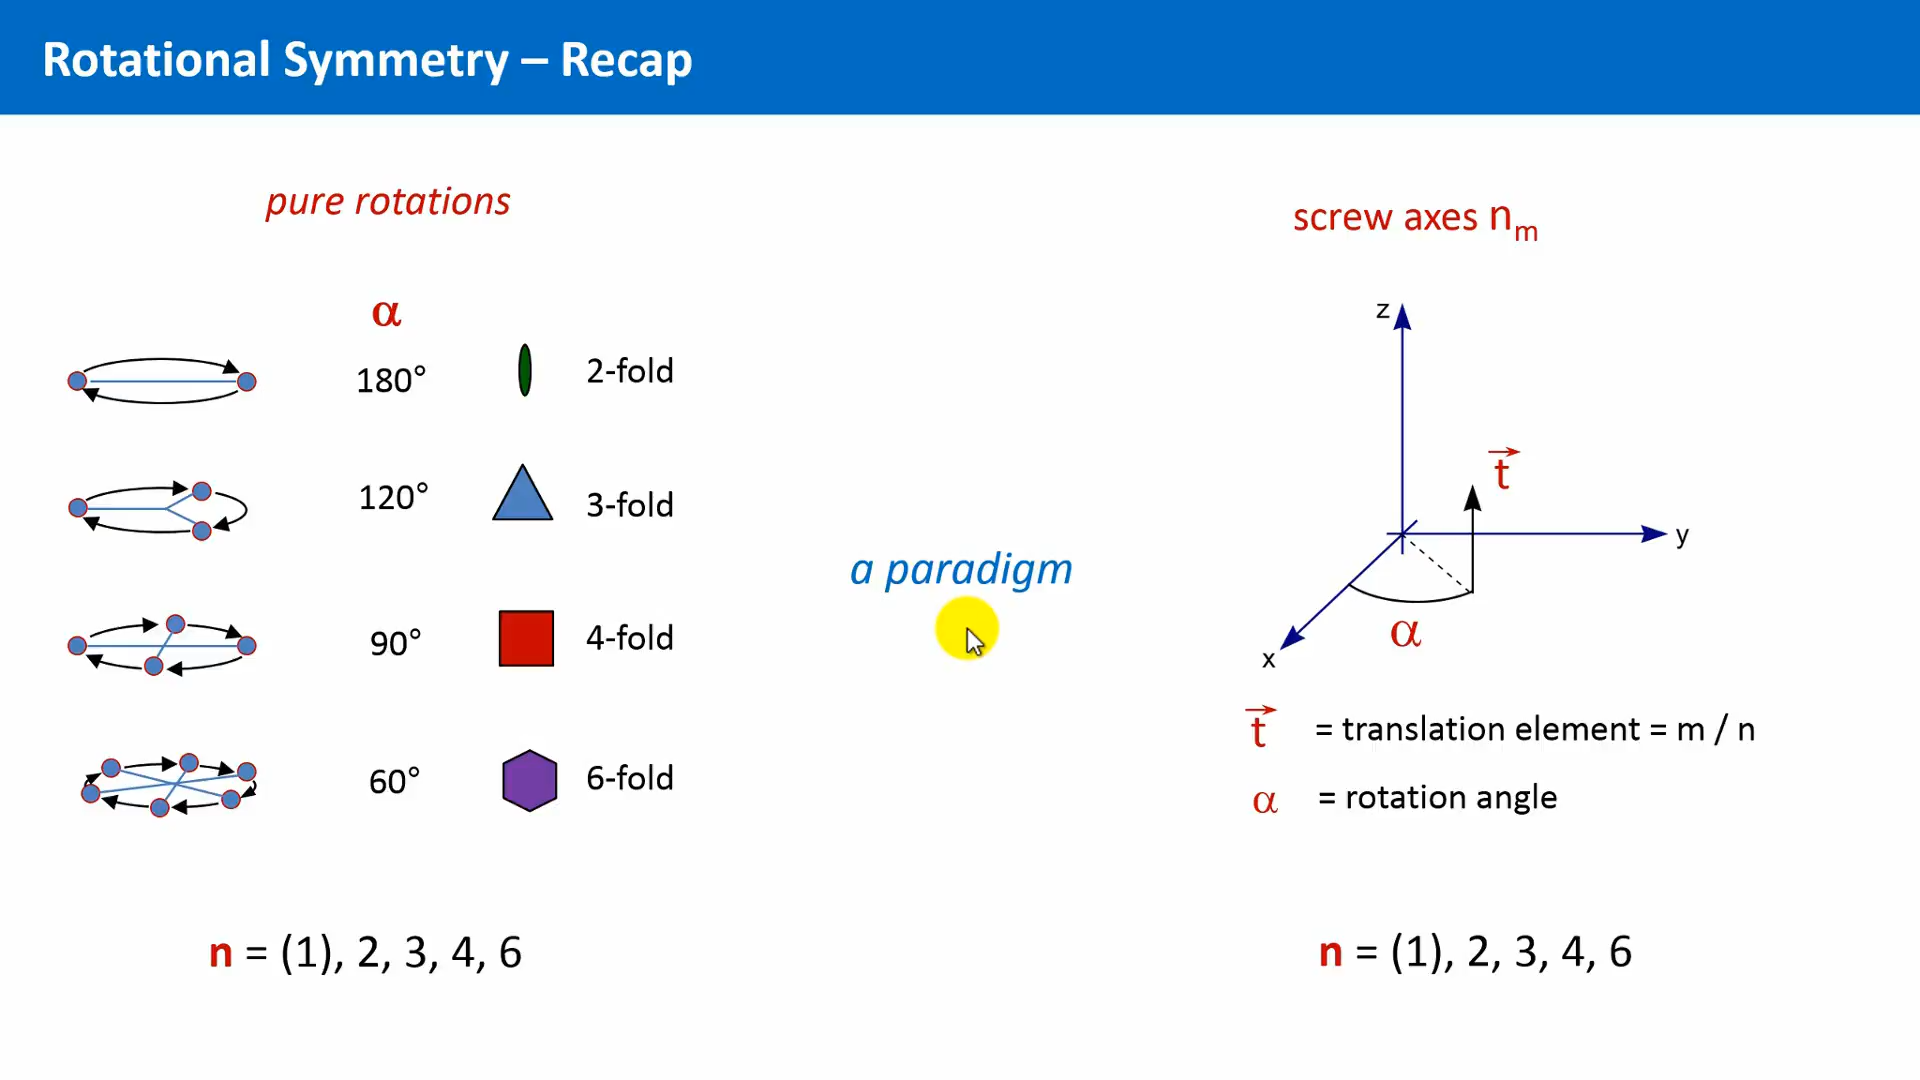 Rotational Symmetry – Recap
pure rotations
α
180° 2-fold
120° 3-fold
90° 4-fold
60° 6-fold
n = (1), 2, 3, 4, 6
a paradigm
screw axes nm
z
t
y
α
x
t = translation element = m / n
α = rotation angle
n = (1), 2, 3, 4, 6